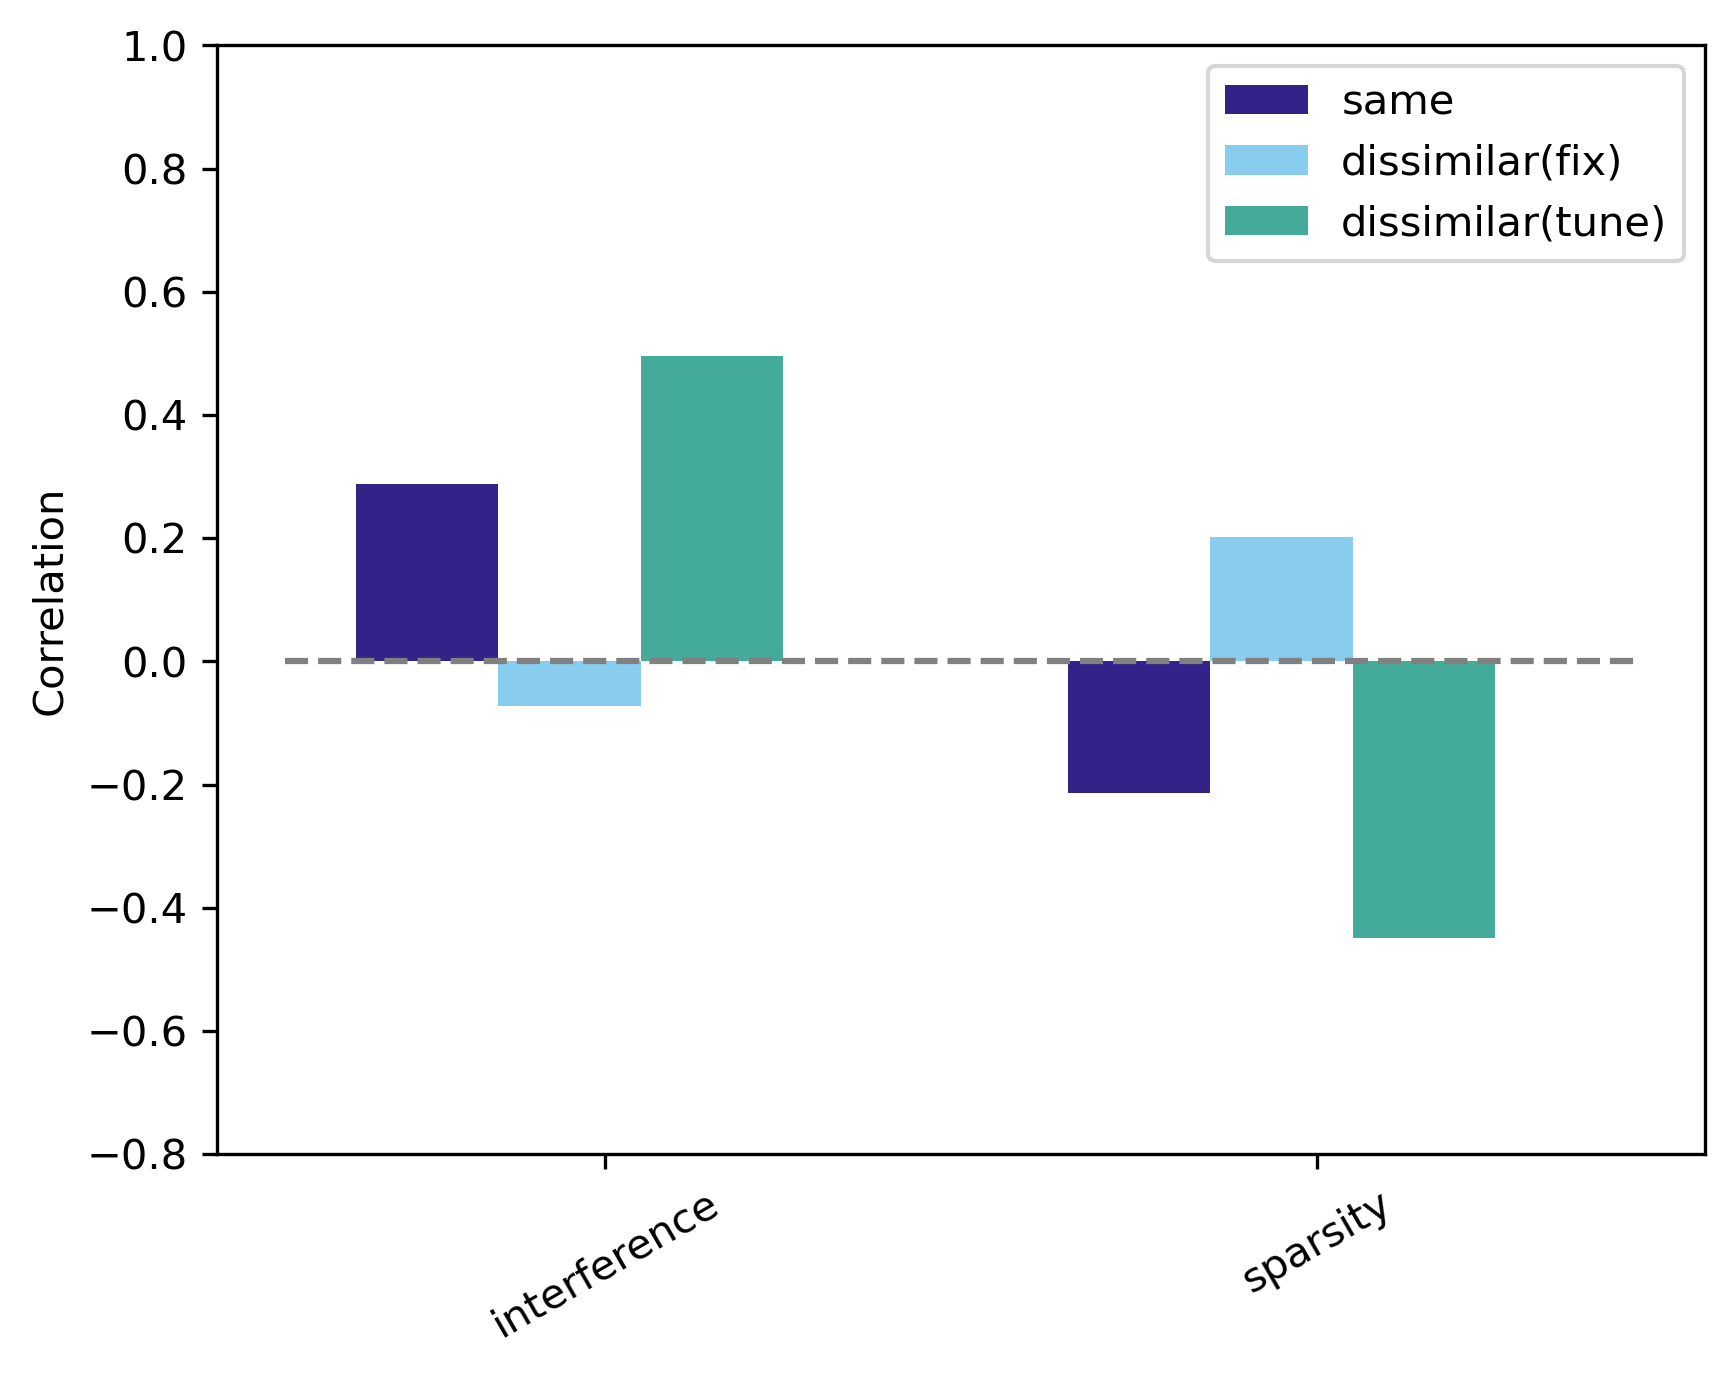 1.0
0.8
0.6
0.4
0.2
0.0
−0.2
−0.4
−0.6
−0.8
Correlation
same
dissimilar(fix)
dissimilar(tune)
interference
sparsity